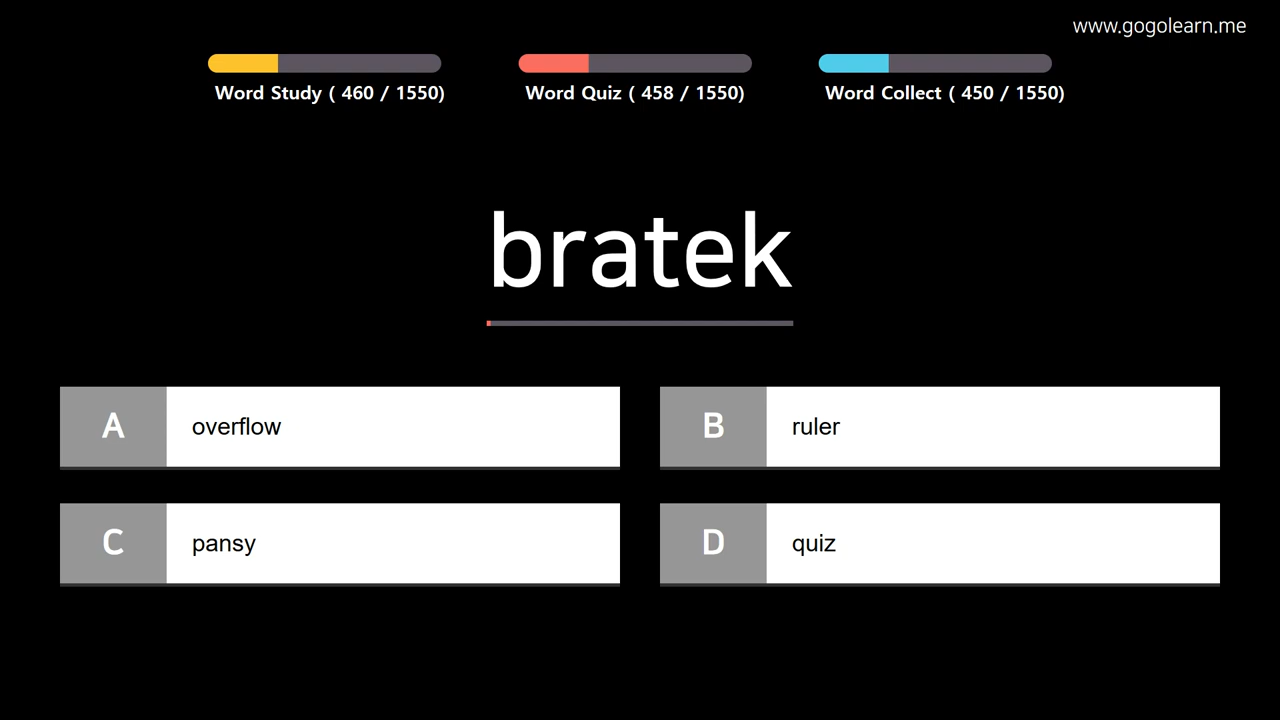 www.gogolearn.me
Word Study ( 460 / 1550)
Word Quiz ( 458 / 1550)
Word Collect ( 450 / 1550)
bratek
A
overflow
B
ruler
C
pansy
D
quiz